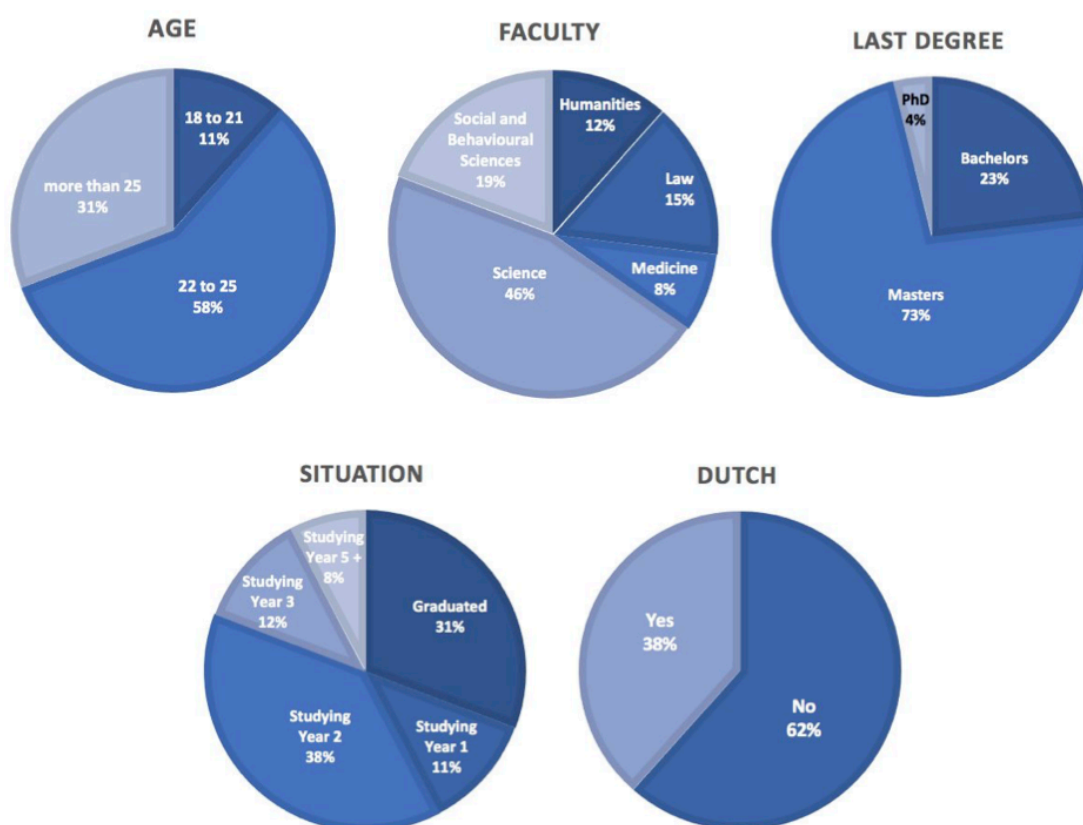 AGE
18 to 21
11%
more than 25
31%
22 to 25
58%
FACULTY
Humanities
12%
Social and
Behavioural
Sciences
19%
Law
15%
Medicine
8%
Science
46%
LAST DEGREE
PhD
4%
Bachelors
23%
Masters
73%
SITUATION
Studying
Year 5 +
8%
Studying
Year 3
12%
Graduated
31%
Studying
Year 2
38%
Studying
Year 1
11%
DUTCH
Yes
38%
No
62%